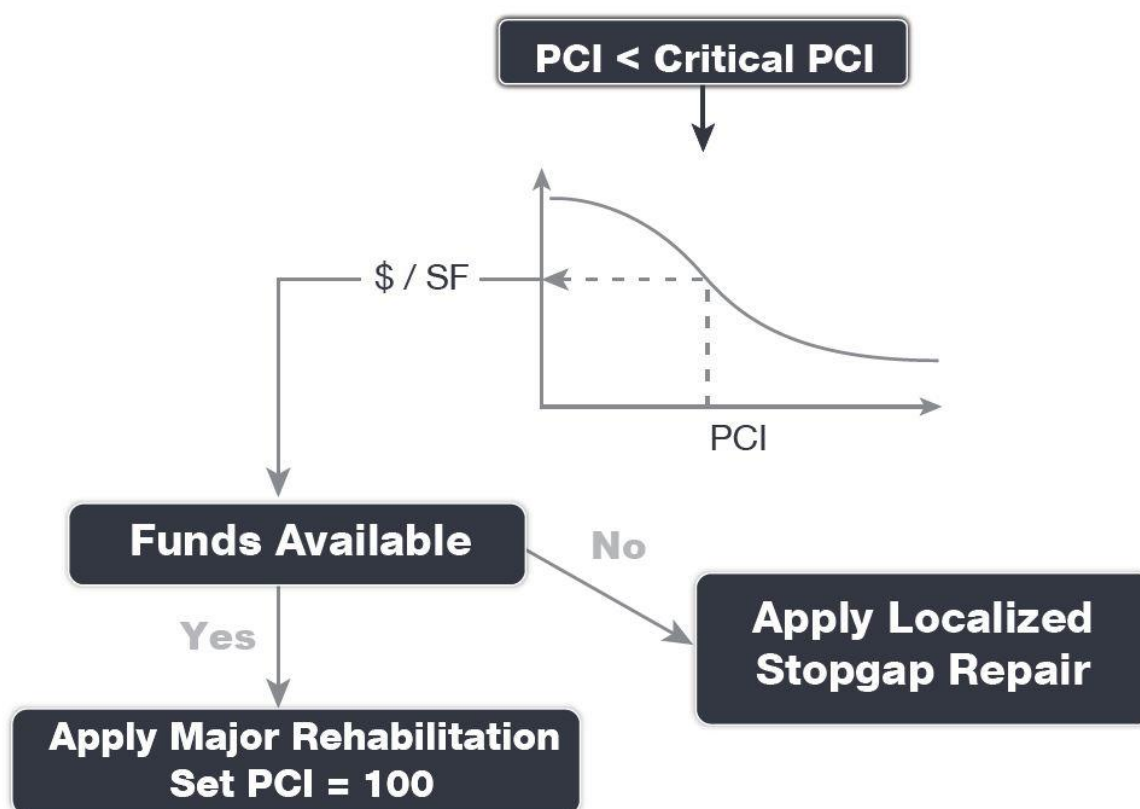 PCI < Critical PCI
$ / SF
PCI
Funds Available
No
Yes
Apply Localized
Stopgap Repair
Apply Major Rehabilitation
Set PCI = 100